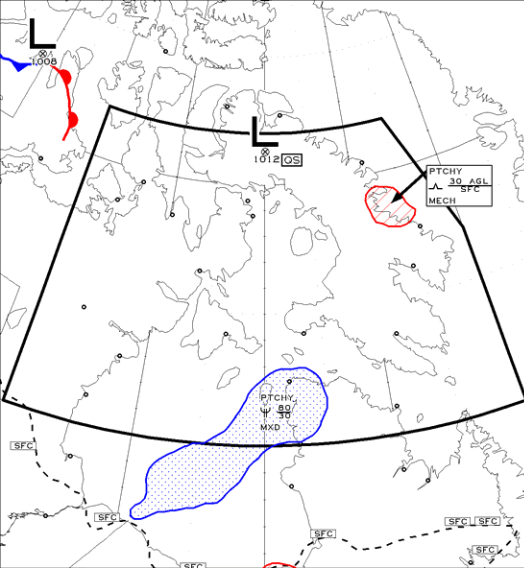 L
1008
L
1012 QS
PTCHY
30 AGL
SFC
MECH
PTCHY
80
30
MXD
SFC
SFC
SFC
SFC SFC
SFC
SFC